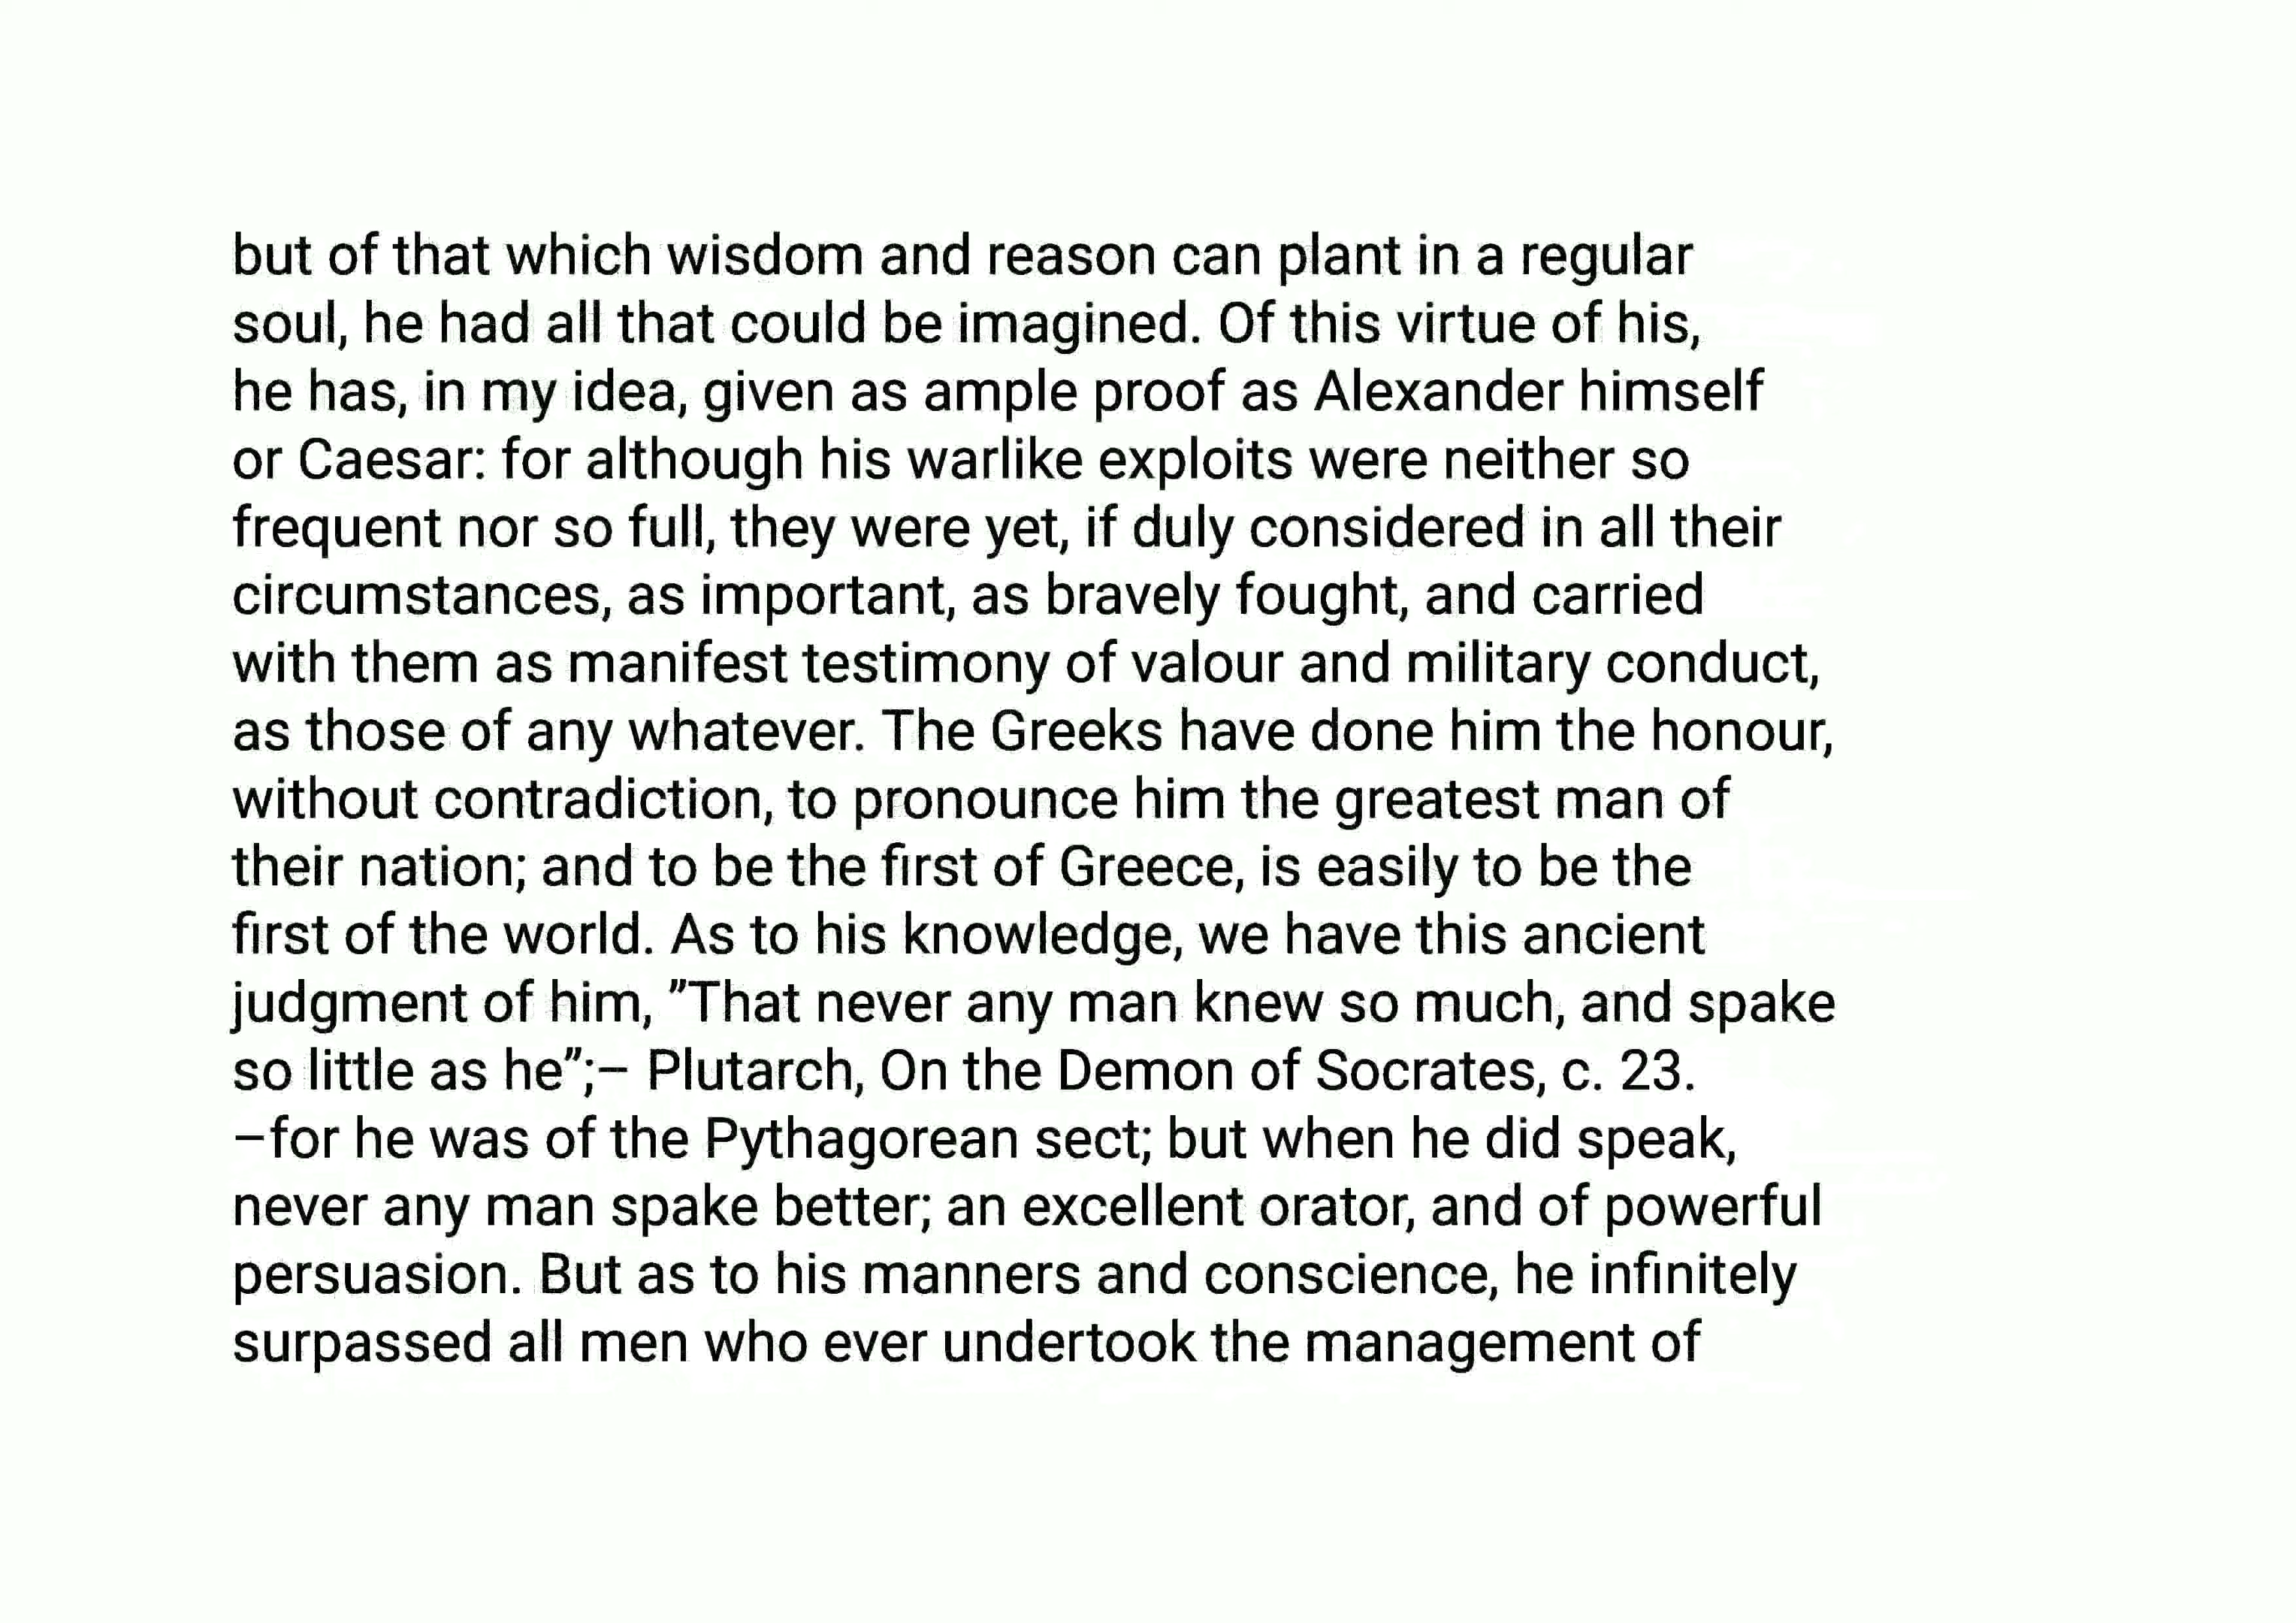 but of that which wisdom and reason can plant in a regular
soul, he had all that could be imagined. Of this virtue of his,
he has, in my idea, given as ample proof as Alexander himself
or Caesar: for although his warlike exploits were neither so
frequent nor so full, they were yet, if duly considered in all their
circumstances, as important, as bravely fought, and carried
with them as manifest testimony of valour and military conduct,
as those of any whatever. The Greeks have done him the honour,
without contradiction, to pronounce him the greatest man of
their nation; and to be the first of Greece, is easily to be the
first of the world. As to his knowledge, we have this ancient
judgment of him, ”That never any man knew so much, and spake
so little as he”;– Plutarch, On the Demon of Socrates, c. 23.
–for he was of the Pythagorean sect; but when he did speak,
never any man spake better; an excellent orator, and of powerful
persuasion. But as to his manners and conscience, he infinitely
surpassed all men who ever undertook the management of